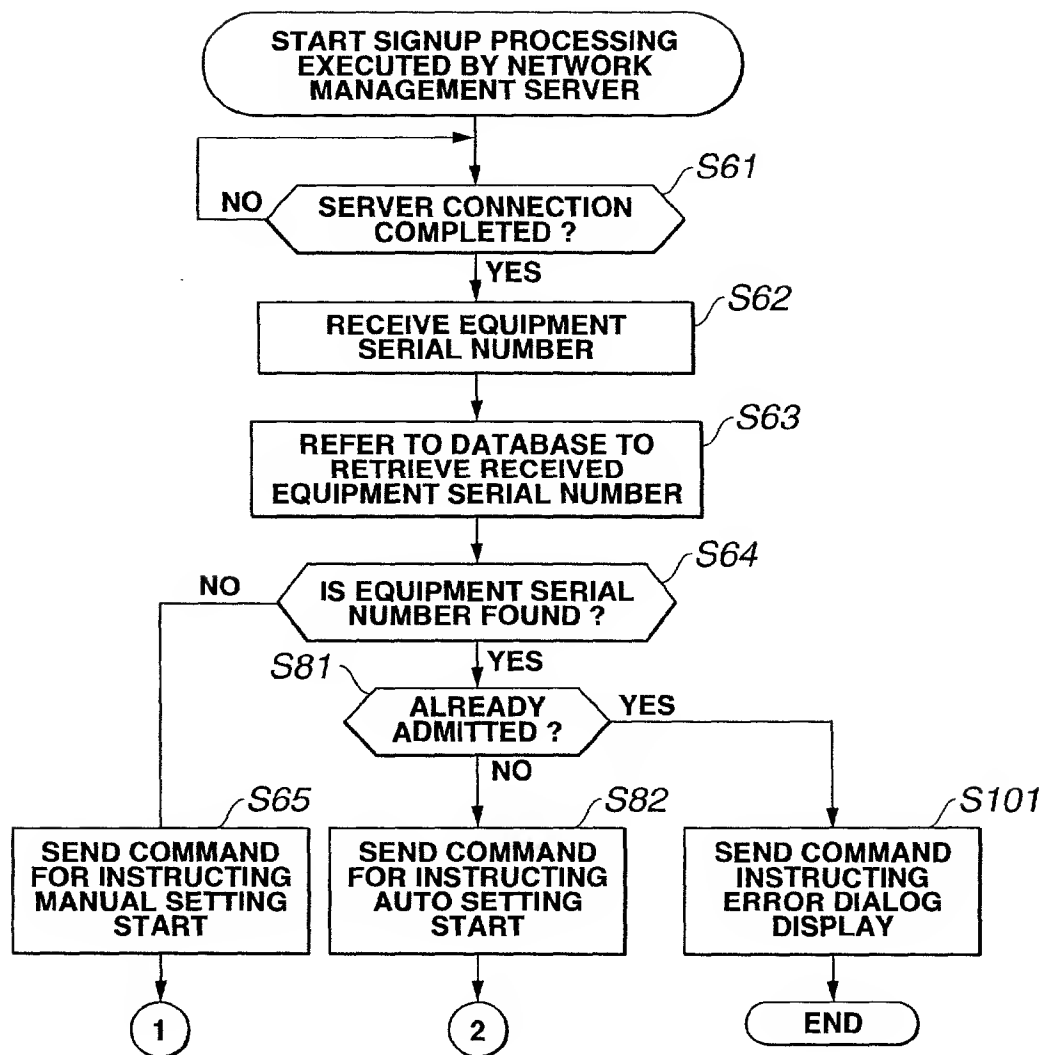 START SIGNUP PROCESSING
EXECUTED BY NETWORK
MANAGEMENT SERVER
S61
NO
SERVER CONNECTION
COMPLETED ?
YES
S62
RECEIVE EQUIPMENT
SERIAL NUMBER
S63
REFER TO DATABASE TO
RETRIEVE RECEIVED
EQUIPMENT SERIAL NUMBER
S64
NO
IS EQUIPMENT SERIAL
NUMBER FOUND ?
YES
S81
ALREADY
ADMITTED ?
YES
NO
S65
SEND COMMAND
FOR INSTRUCTING
MANUAL SETTING
START
S82
SEND COMMAND
FOR INSTRUCTING
AUTO SETTING
START
S101
SEND COMMAND
INSTRUCTING
ERROR DIALOG
DISPLAY
1
2
END